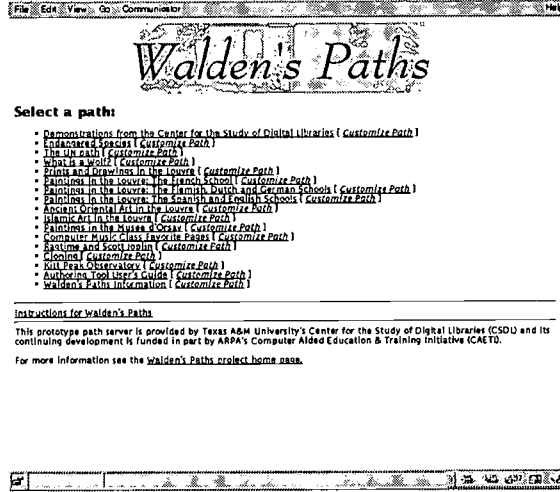 File Edit View Go Communicator Help
Walden's Paths
Select a path:
Demonstrations from the Center for the Study of Digital Libraries [ Customize Path ]
Endangered Species [ Customize Path ]
The UN path [ Customize Path ]
What is a Wolf? [ Customize Path ]
Prints and Drawings in the Louvre [ Customize Path ]
Paintings in the Louvre: The French School [ Customize Path ]
Paintings in the Louvre: The Flemish, Dutch and German Schools [ Customize Path ]
Paintings in the Louvre: The Spanish and English Schools [ Customize Path ]
Ancient Oriental Art in the Louvre [ Customize Path ]
Islamic Art in the Louvre [ Customize Path ]
Paintings in the Musee d'Orsay [ Customize Path ]
Computer Music Class Favorite Pages [ Customize Path ]
Ragtime and Scott Joplin [ Customize Path ]
Cloning [ Customize Path ]
Kitt Peak Observatory [ Customize Path ]
Authoring Tool User's Guide [ Customize Path ]
Walden's Paths Information [ Customize Path ]
Instructions for Walden's Paths
This prototype path server is provided by Texas A&M University's Center for the Study of Digital Libraries (CSDL) and its
continuing development is funded in part by ARPA's Computer Aided Education & Training Initiative (CAETI).
For more information see the Walden's Paths project home page.